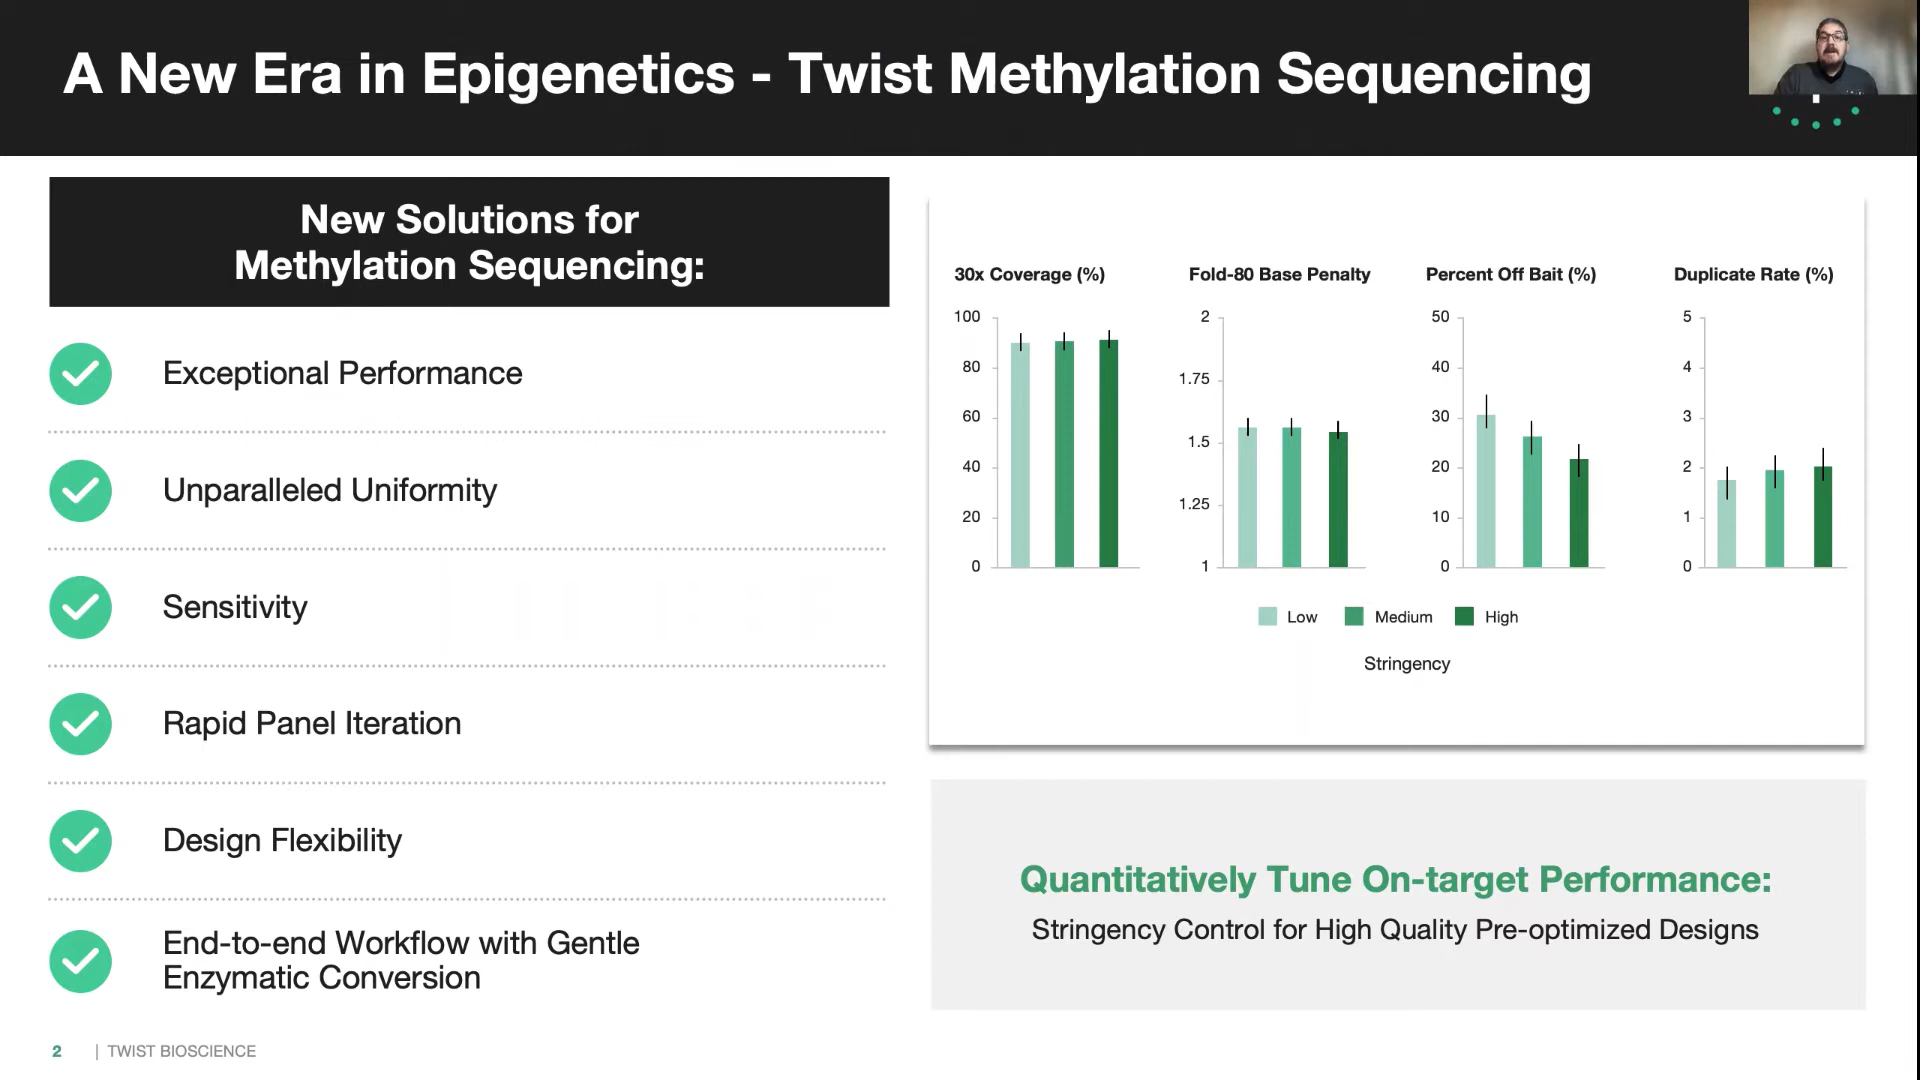 A New Era in Epigenetics - Twist Methylation Sequencing
New Solutions for
Methylation Sequencing:
Exceptional Performance
Unparalleled Uniformity
Sensitivity
Rapid Panel Iteration
Design Flexibility
End-to-end Workflow with Gentle
Enzymatic Conversion
30x Coverage (%)
100
80
60
40
20
0
Fold-80 Base Penalty
2
1.75
1.5
1.25
1
Percent Off Bait (%)
50
40
30
20
10
0
Duplicate Rate (%)
5
4
3
2
1
0
Low Medium High
Stringency
Quantitatively Tune On-target Performance:
Stringency Control for High Quality Pre-optimized Designs
2 | TWIST BIOSCIENCE